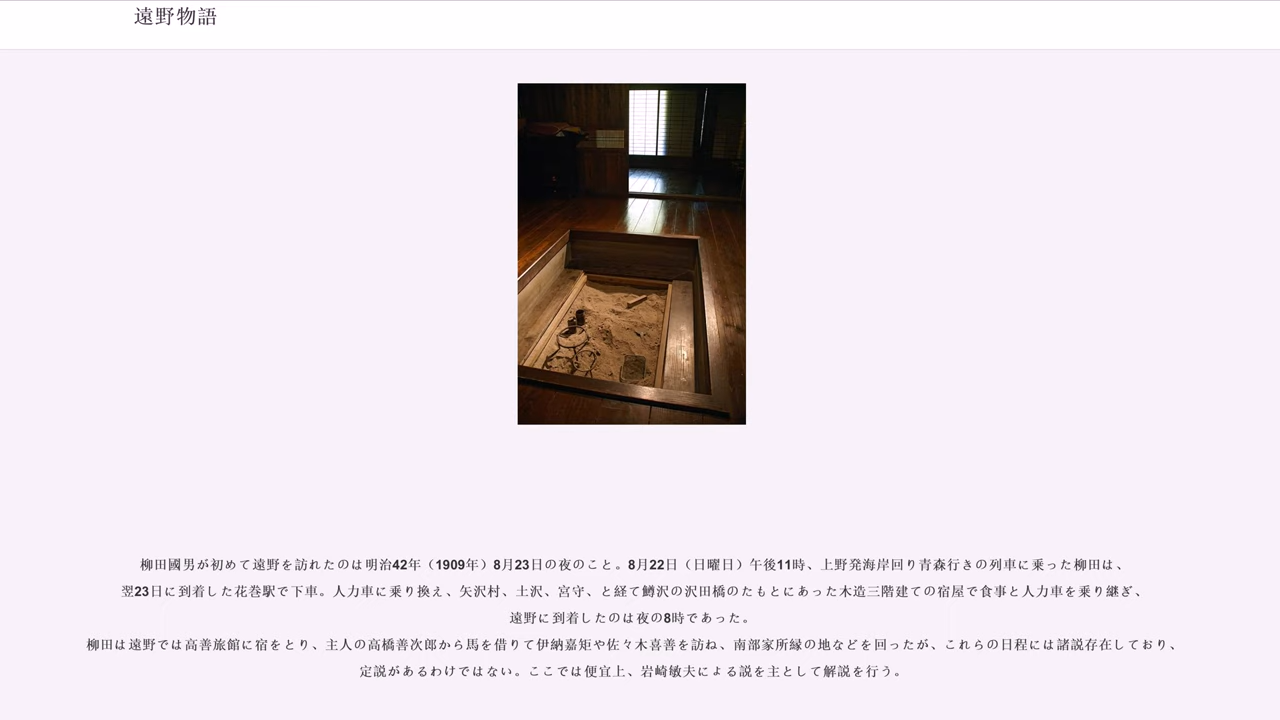 遠野物語
柳田國男が初めて遠野を訪れたのは明治42年（1909年）8月23日の夜のこと。8月22日（日曜日）午後11時、上野発海岸回り青森行きの列車に乗った柳田は、
翌23日に到着した花巻駅で下車。人力車に乗り換え、矢沢村、土沢、宮守、と経て鱒沢の沢田橋のたもとにあった木造三階建ての宿屋で食事と人力車を乗り継ぎ、
遠野に到着したのは夜の8時であった。
柳田は遠野では高善旅館に宿をとり、主人の高橋善次郎から馬を借りて伊納嘉矩や佐々木喜善を訪ね、南部家所縁の地などを回ったが、これらの日程には諸説存在しており、
定説があるわけではない。ここでは便宜上、岩崎敏夫による説を主として解説を行う。